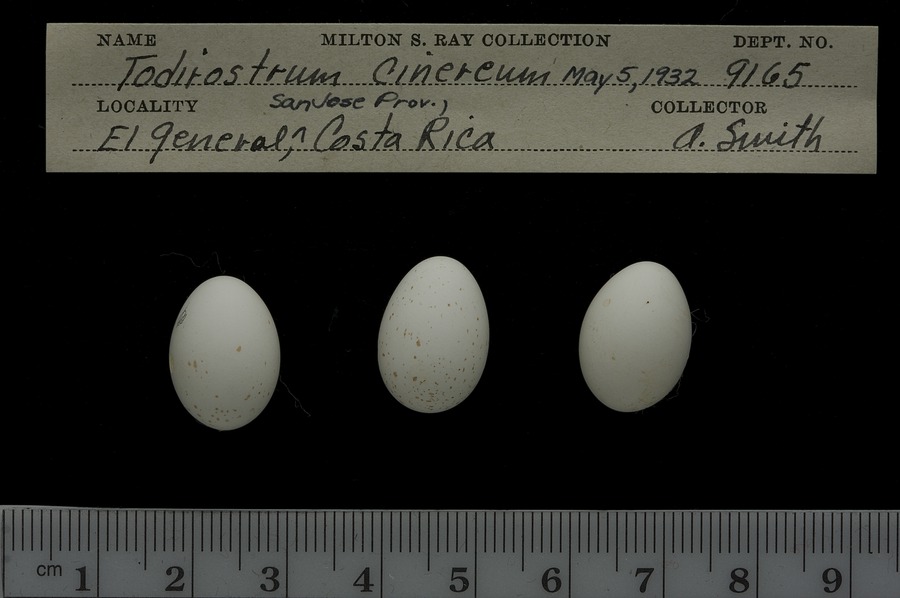 NAME MILTON S. RAY COLLECTION DEPT. NO.
Todirostrum Cinereum May 5, 1932 9165
LOCALITY San Jose Prov., COLLECTOR
El General, ^ Costa Rica A. Smith
cm 1 2 3 4 5 6 7 8 9